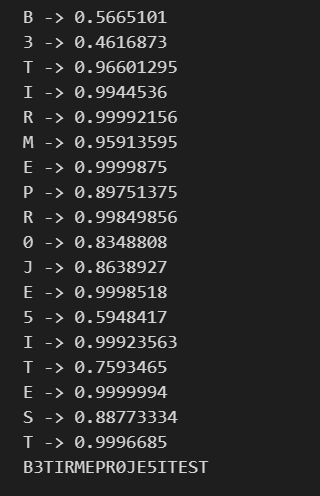 B -> 0.5665101
3 -> 0.4616873
T -> 0.96601295
I -> 0.9944536
R -> 0.99992156
M -> 0.95913595
E -> 0.9999875
P -> 0.89751375
R -> 0.99849856
0 -> 0.8348808
J -> 0.8638927
E -> 0.9998518
5 -> 0.5948417
I -> 0.99923563
T -> 0.7593465
E -> 0.9999994
S -> 0.88773334
T -> 0.9996685
B3TIRMEPR0JE5ITEST